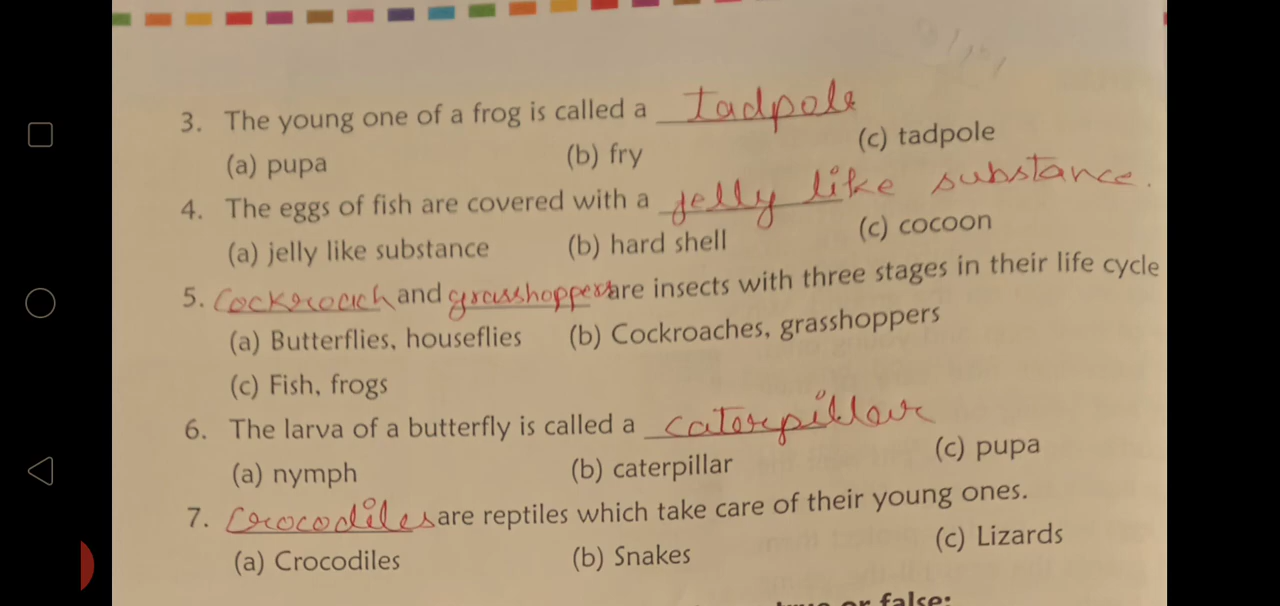 3. The young one of a frog is called a tadpole
(a) pupa (b) fry (c) tadpole
4. The eggs of fish are covered with a jelly like substance.
(a) jelly like substance (b) hard shell (c) cocoon
5. Cockroach and grasshoppers are insects with three stages in their life cycle
(a) Butterflies, houseflies (b) Cockroaches, grasshoppers
(c) Fish, frogs
6. The larva of a butterfly is called a caterpillar
(a) nymph (b) caterpillar (c) pupa
7. Crocodiles are reptiles which take care of their young ones.
(a) Crocodiles (b) Snakes (c) Lizards
or false: